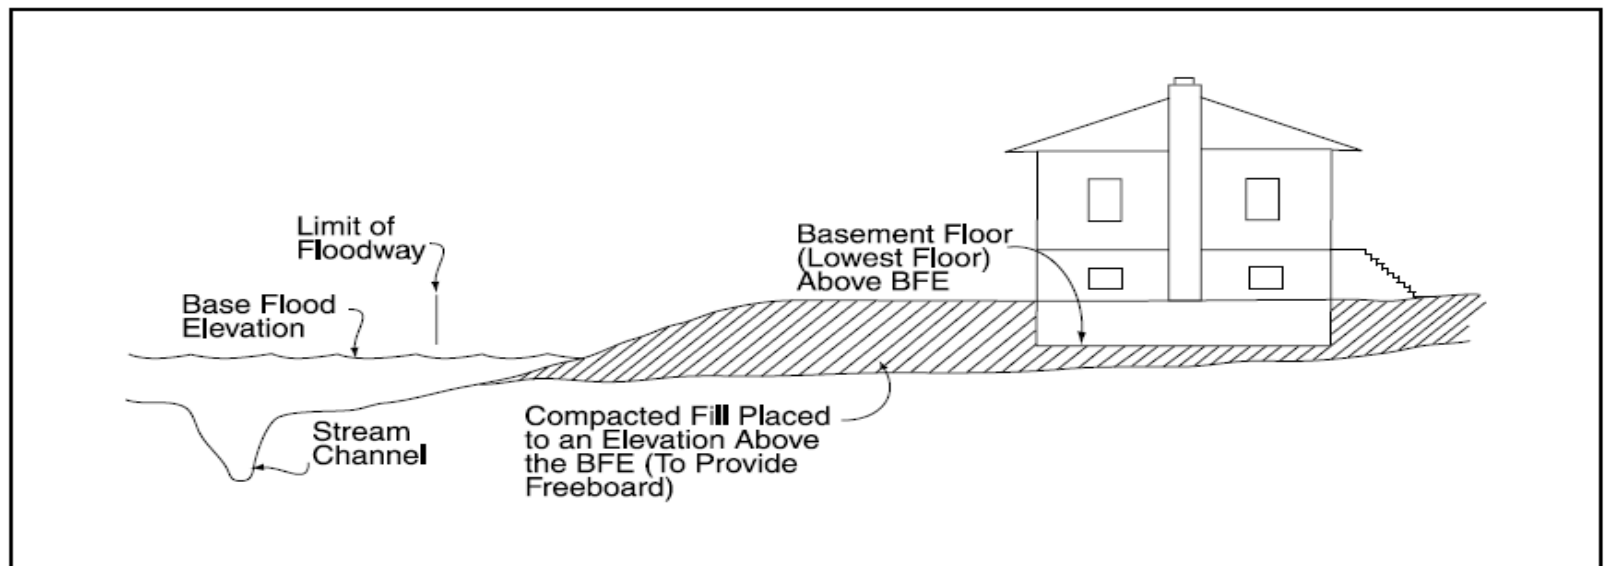 Limit of
Floodway
Base Flood
Elevation
Basement Floor
(Lowest Floor)
Above BFE
Stream
Channel
Compacted Fill Placed
to an Elevation Above
the BFE (To Provide
Freeboard)